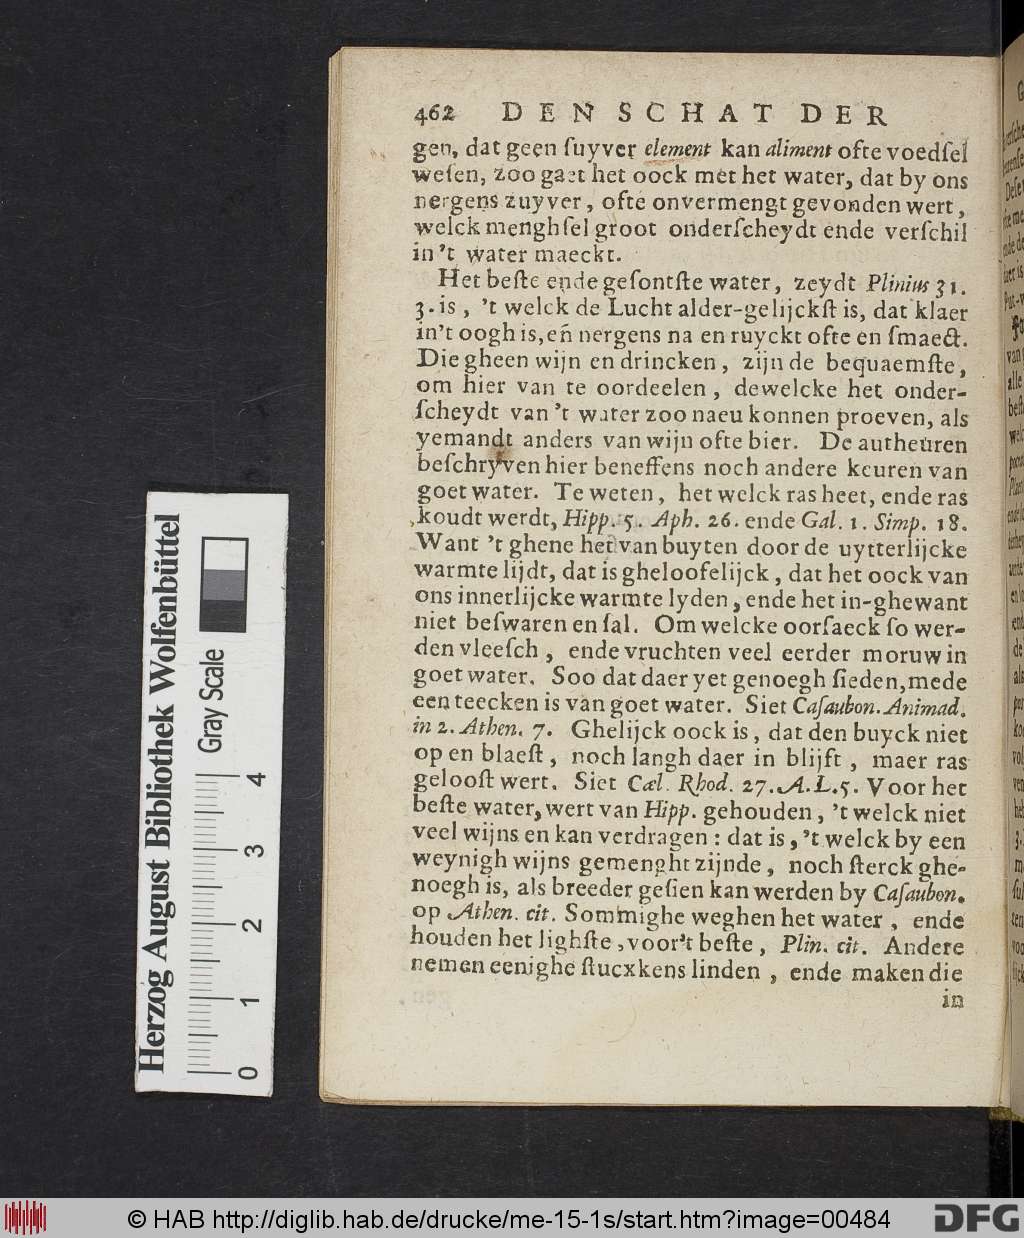 462 DEN SCHAT DER
gen, dat geen ſuyver element kan aliment ofte voedſel
weſen, zoo gaet het oock met het water, dat by ons
nergens zuyver, ofte onvermengt gevonden wert,
welck menghſel groot onderſcheydt ende verſchil
in't water maeckt.
Het beſte ende geſontſte water, zeydt Plinius 31.
3. is, 't welck de Lucht alder-gelijckſt is, dat klaer
in't oogh is, eñ nergens na en ruyckt ofte en ſmaect.
Die gheen wijn en drincken, zijn de bequaemſte,
om hier van te oordeelen, dewelcke het onder-
ſcheydt van 't water zoo naeu konnen proeven, als
yemandt anders van wijn ofte bier. De autheuren
beſchryven hier beneffens noch andere keuren van
goet water. Te weten, het welck ras heet, ende ras
koudt werdt, Hipp. 5. Aph. 26. ende Gal. 1. Simp. 18.
Want 't ghene het van buyten door de uytterlijcke
warmte lijdt, dat is gheloofelijck, dat het oock van
ons innerlijcke warmte lyden, ende het in-ghewant
niet beſwaren en ſal. Om welcke oorſaeck ſo wer-
den vleeſch, ende vruchten veel eerder moruw in
goet water. Soo dat daer yet genoegh ſieden, mede
een teecken is van goet water. Siet Caſaubon. Animad.
in 2. Athen. 7. Ghelijck oock is, dat den buyck niet
op en blaeſt, noch langh daer in blijft, maer ras
gelooſt wert. Siet Cæl. Rhod. 27. A.L.5. Voor het
beſte water, wert van Hipp. gehouden, 't welck niet
veel wijns en kan verdragen: dat is, 't welck by een
weynigh wijns gemenght zijnde, noch ſterck ghe-
noegh is, als breeder geſien kan werden by Caſaubon.
op Athen. cit. Sommighe weghen het water, ende
houden het lighſte, voor't beſte, Plin. cit. Andere
nemen eenighe ſtucxkens linden, ende maken die
in
Herzog August Bibliothek Wolfenbüttel
Gray Scale
0 1 2 3 4
© HAB http://diglib.hab.de/drucke/me-15-1s/start.htm?image=00484
DFG